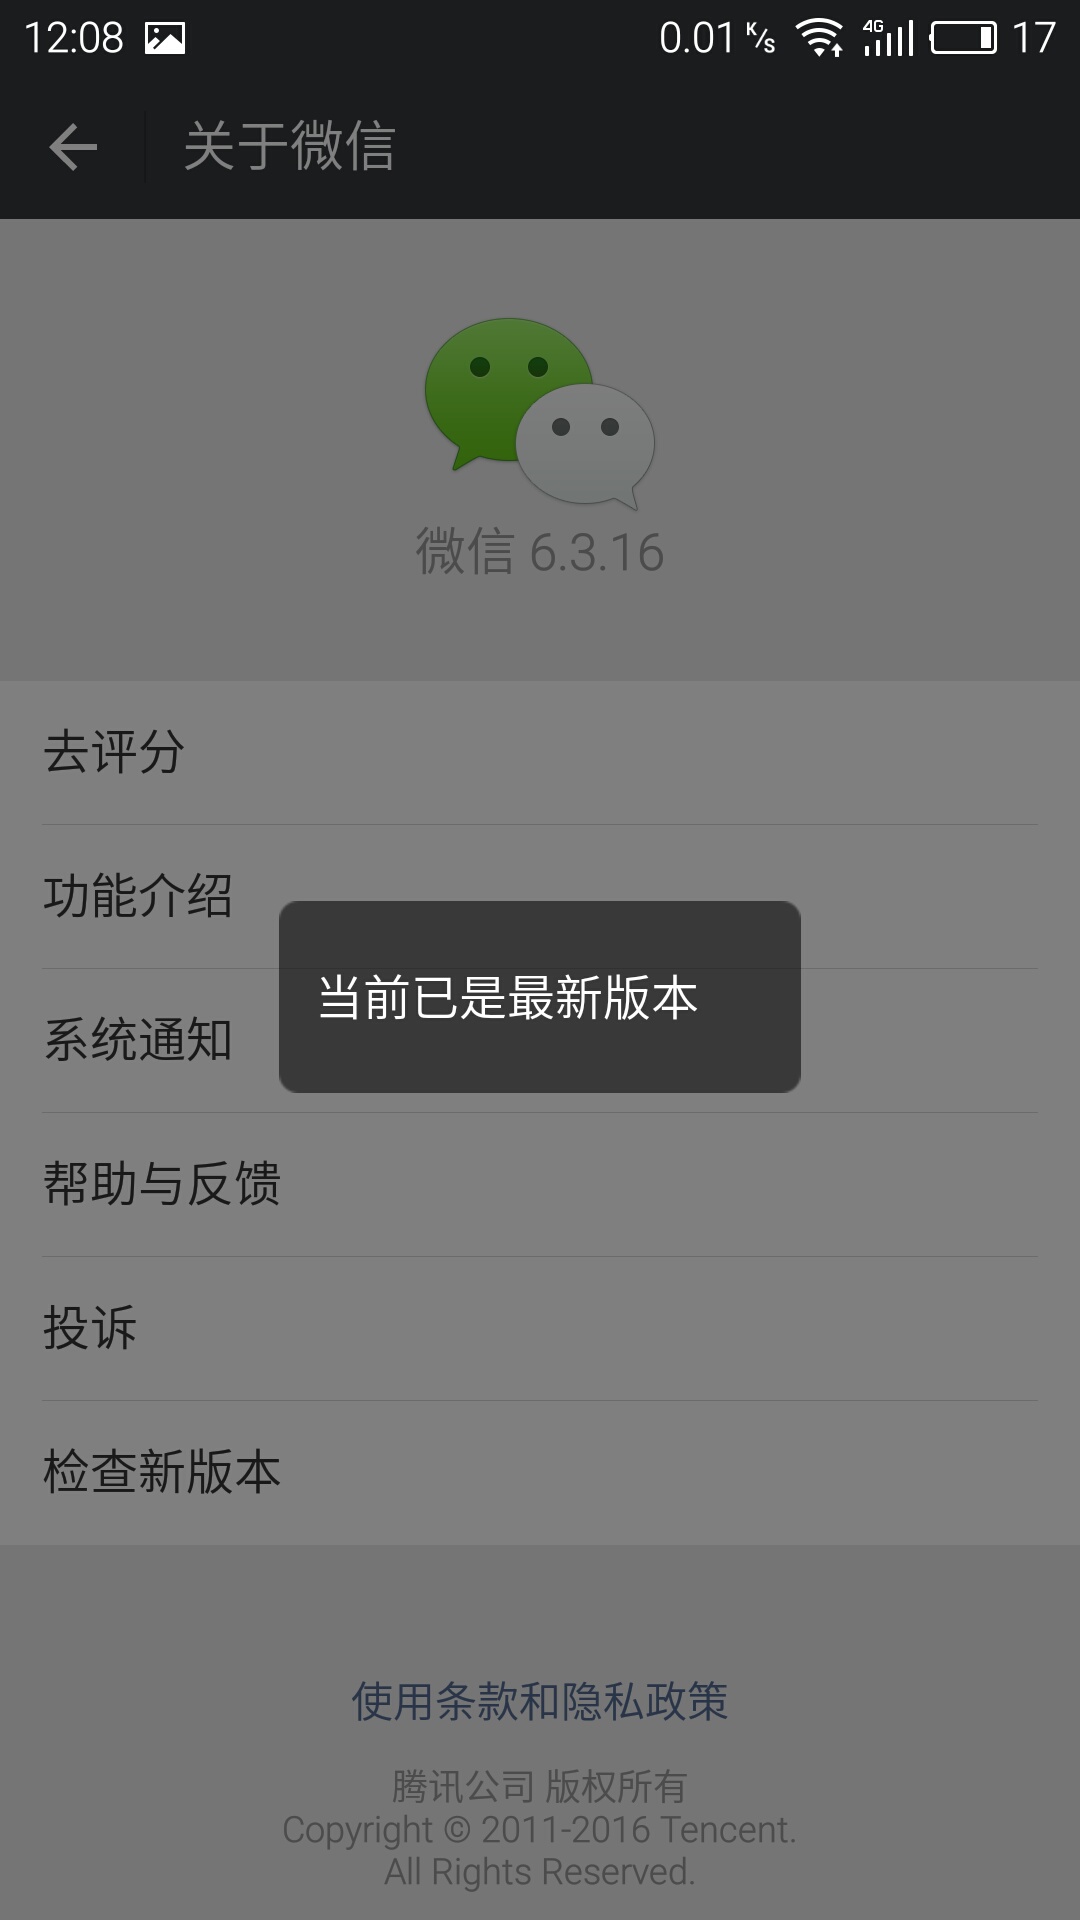 12:08 0.01 K/s 4G 17
关于微信
微信 6.3.16
去评分
功能介绍
当前已是最新版本
系统通知
帮助与反馈
投诉
检查新版本
使用条款和隐私政策
腾讯公司 版权所有
Copyright © 2011-2016 Tencent.
All Rights Reserved.